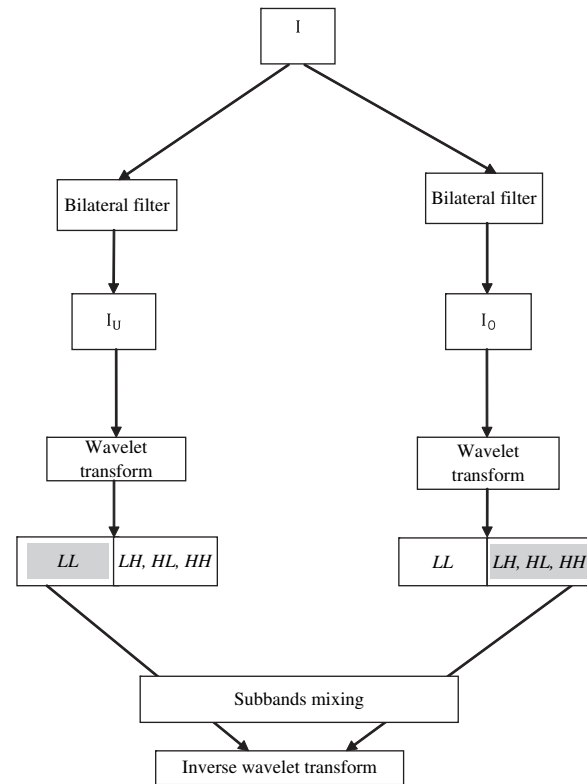 I
Bilateral filter
Bilateral filter
I_U
I_O
Wavelet
transform
Wavelet
transform
LL
LH, HL, HH
LL
LH, HL, HH
Subbands mixing
Inverse wavelet transform